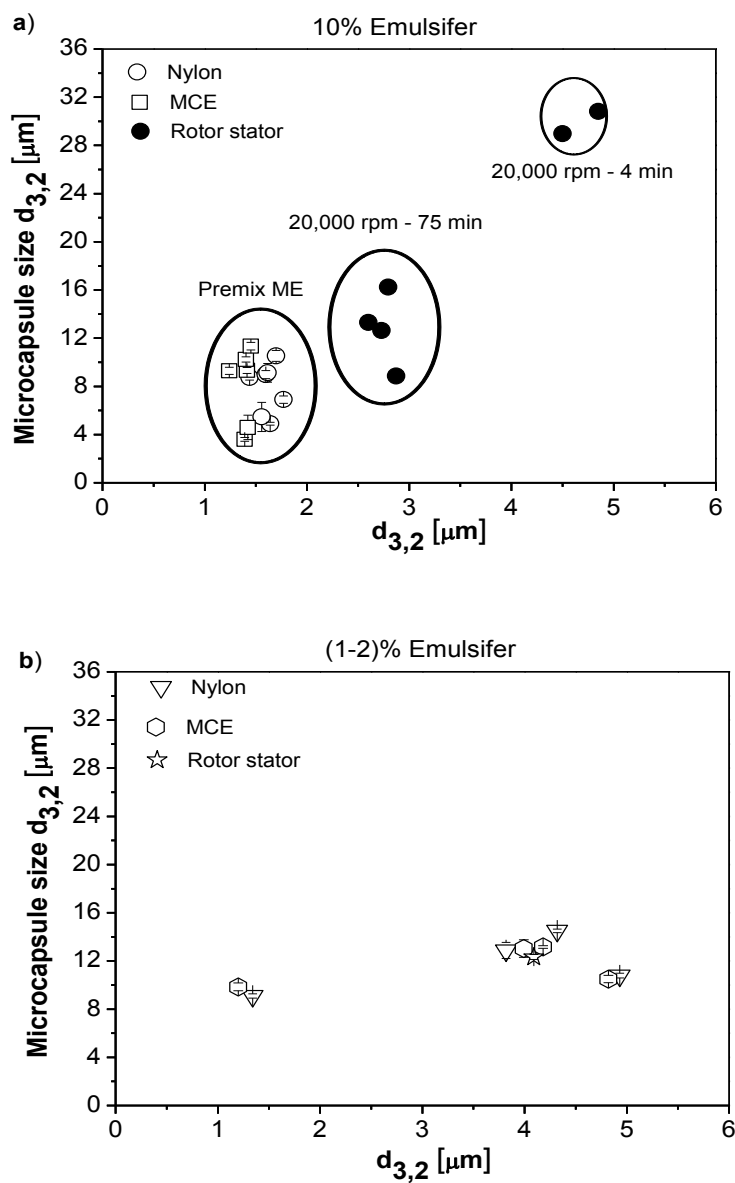 a)
10% Emulsifer
36
32
28
24
20
16
12
8
4
0
Nylon
MCE
Rotor stator
20,000 rpm - 4 min
20,000 rpm - 75 min
Premix ME
Microcapsule size d3,2 [μm]
0 1 2 3 4 5 6
d3,2 [μm]
b)
(1-2)% Emulsifer
36
32
28
24
20
16
12
8
4
0
Nylon
MCE
Rotor stator
Microcapsule size d3,2 [μm]
0 1 2 3 4 5 6
d3,2 [μm]